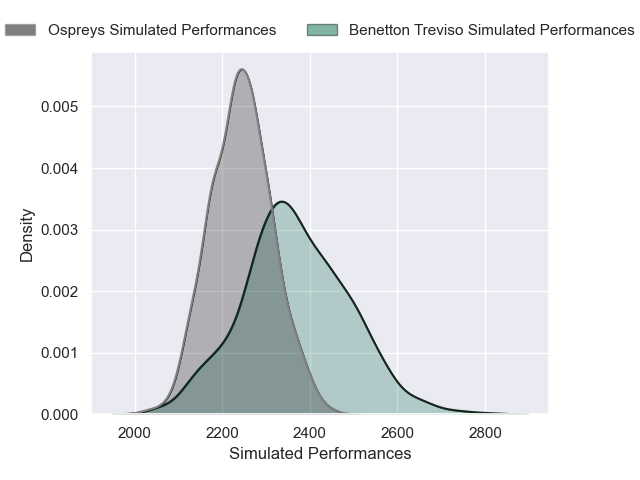 Ospreys Simulated Performances
Benetton Treviso Simulated Performances
0.005
0.004
0.003
0.002
0.001
0.000
Density
2000
2200
2400
2600
2800
Simulated Performances